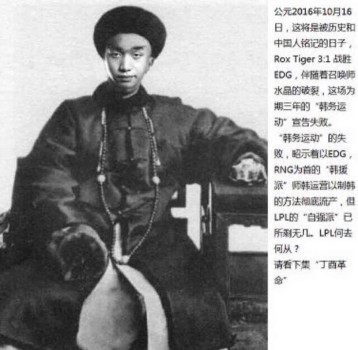 公元2016年10月16
日，这将是被历史和
中国人铭记的日子，
Rox Tiger 3:1 战胜
EDG，伴随着召唤师
水晶的破裂，这场为
期三年的“韩务运
动”宣告失败。
“韩务运动”的失
败，昭示着以EDG，
RNG为首的“韩援
派”师韩运营以制韩
的方法彻底流产，但
LPL的“自强派”已
所剩无几。LPL何去
何从？
请看下集“丁酉革
命”